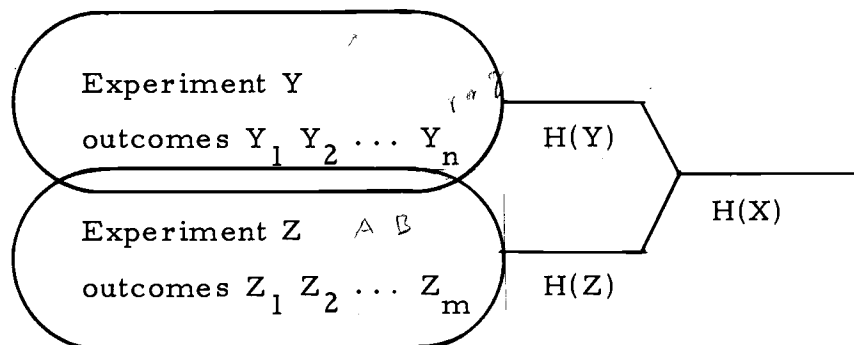 Experiment Y
outcomes Y₁ Y₂ ... Yₙ
H(Y)
H(X)
Experiment Z A B
outcomes Z₁ Z₂ ... Zₘ
H(Z)